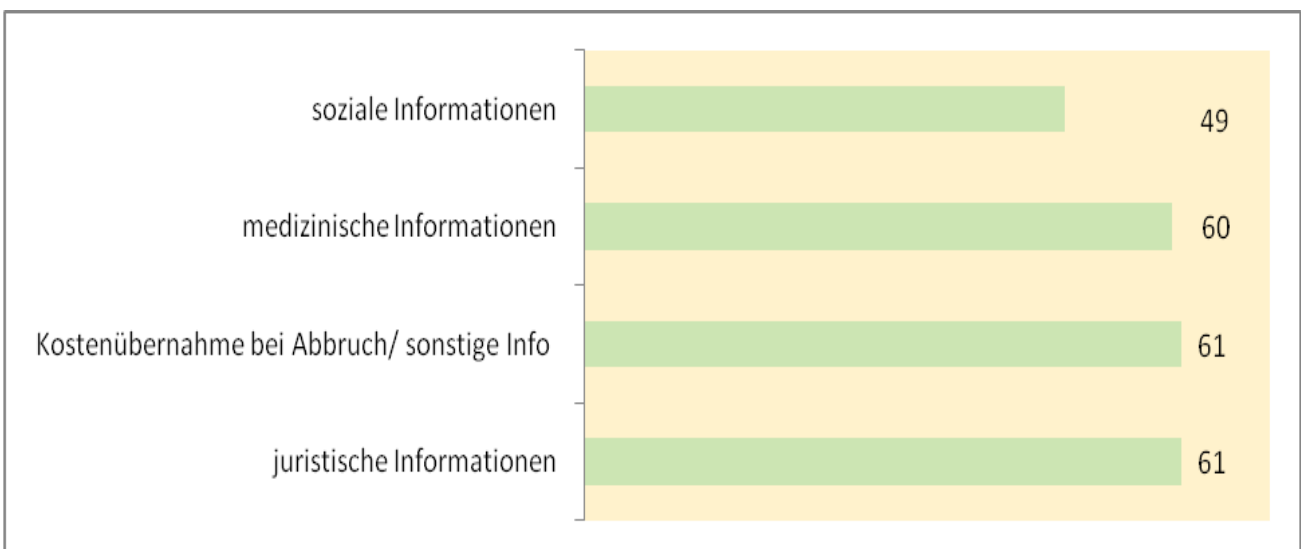 soziale Informationen 49
medizinische Informationen 60
Kostenübernahme bei Abbruch/ sonstige Info 61
juristische Informationen 61